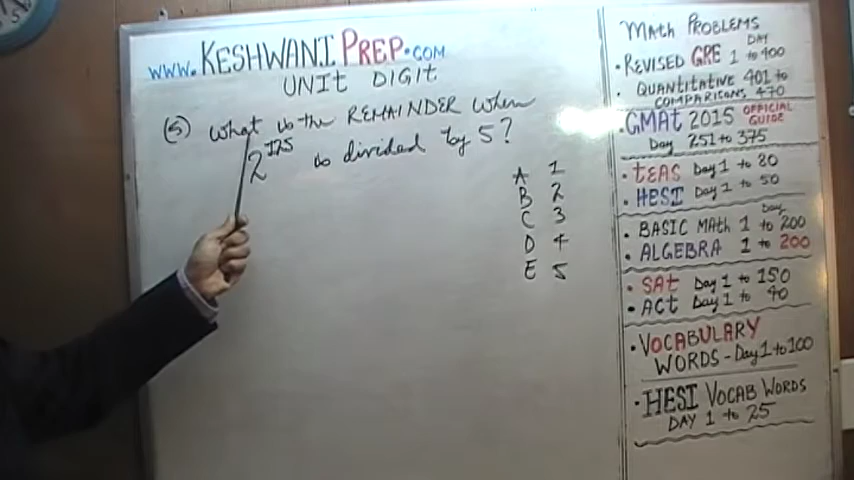 www.KESHWANI PREP.COM
UNIT DIGIT
(5) What is the REMAINDER when
2^125 is divided by 5?
A 1
B 2
C 3
D 4
E 5
MATH PROBLEMS
DAY
• REVISED GRE 1 to 400
• QUANTITATIVE 401 to
COMPARISONS, 470
• GMAt 2015 OFFICIAL GUIDE
Day 251 to 375
• tEAS Day 1 to 80
• HESI Day 1 to 50
Day
• BASIC MAth 1 to 200
• ALGEBRA 1 to 200
• SAt Day 1 to 150
• ACT Day 1 to 40
• VOCABULARY
WORDS - Day 1 to 100
• HESI VOCAB WORDS
DAY 1 to 25